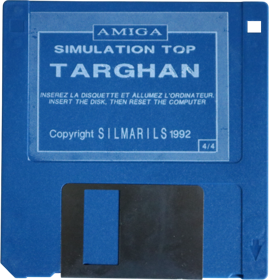 AMIGA
SIMULATION TOP
TARGHAN
INSEREZ LA DISQUETTE ET ALLUMEZ L'ORDINATEUR.
INSERT THE DISK, THEN RESET THE COMPUTER
Copyright SILMARILS 1992
4/4